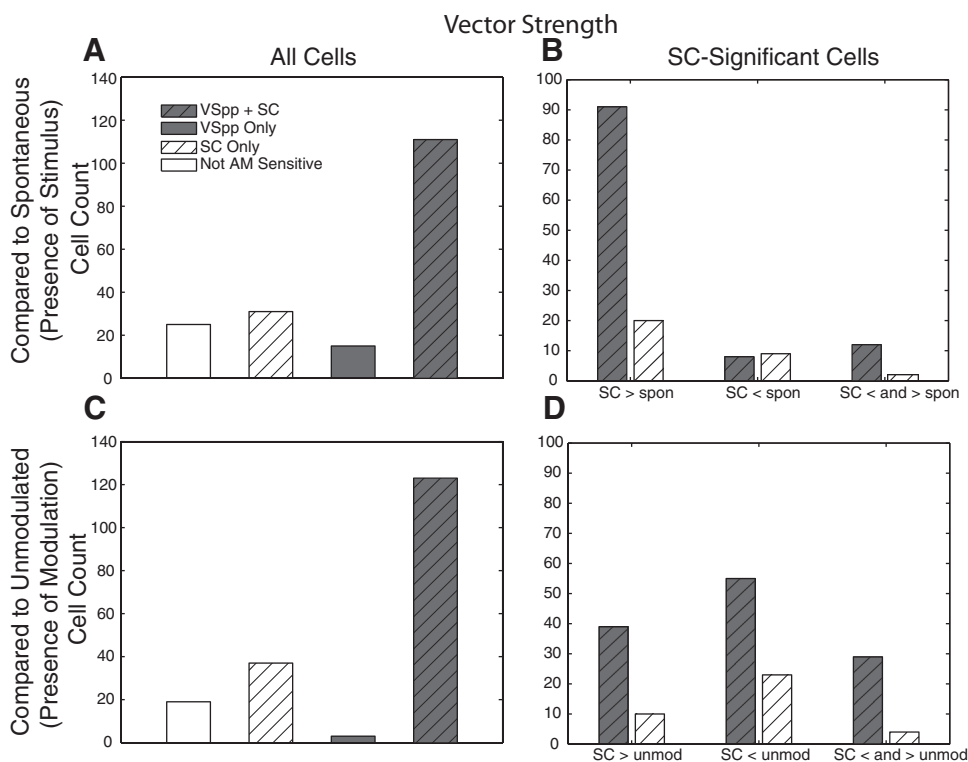 Vector Strength
A
All Cells
B
SC-Significant Cells
Compared to Spontaneous
(Presence of Stimulus)
Cell Count
140
120
100
80
60
40
20
0
VSpp + SC
VSpp Only
SC Only
Not AM Sensitive
100
90
80
70
60
50
40
30
20
10
0
SC > spon
SC < spon
SC < and > spon
C
D
Compared to Unmodulated
(Presence of Modulation)
Cell Count
140
120
100
80
60
40
20
0
100
90
80
70
60
50
40
30
20
10
0
SC > unmod
SC < unmod
SC < and > unmod